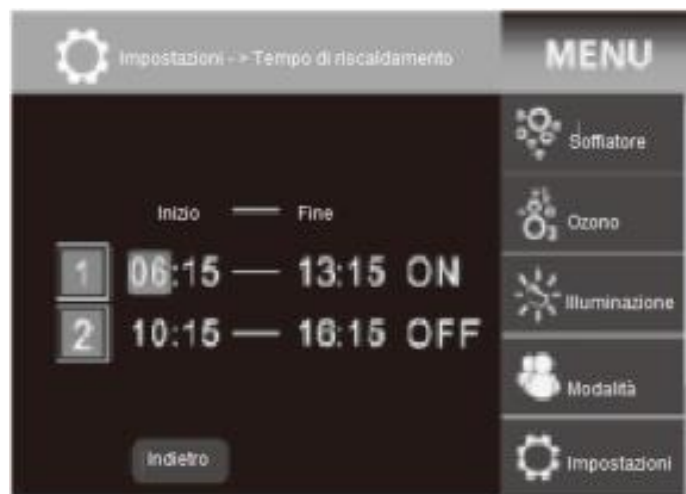 Impostazioni -> Tempo di riscaldamento
MENU
Soffiatore
Inizio — Fine
O3 Ozono
1 06:15 — 13:15 ON
Illuminazione
2 10:15 — 16:15 OFF
Modalità
Indietro
Impostazioni